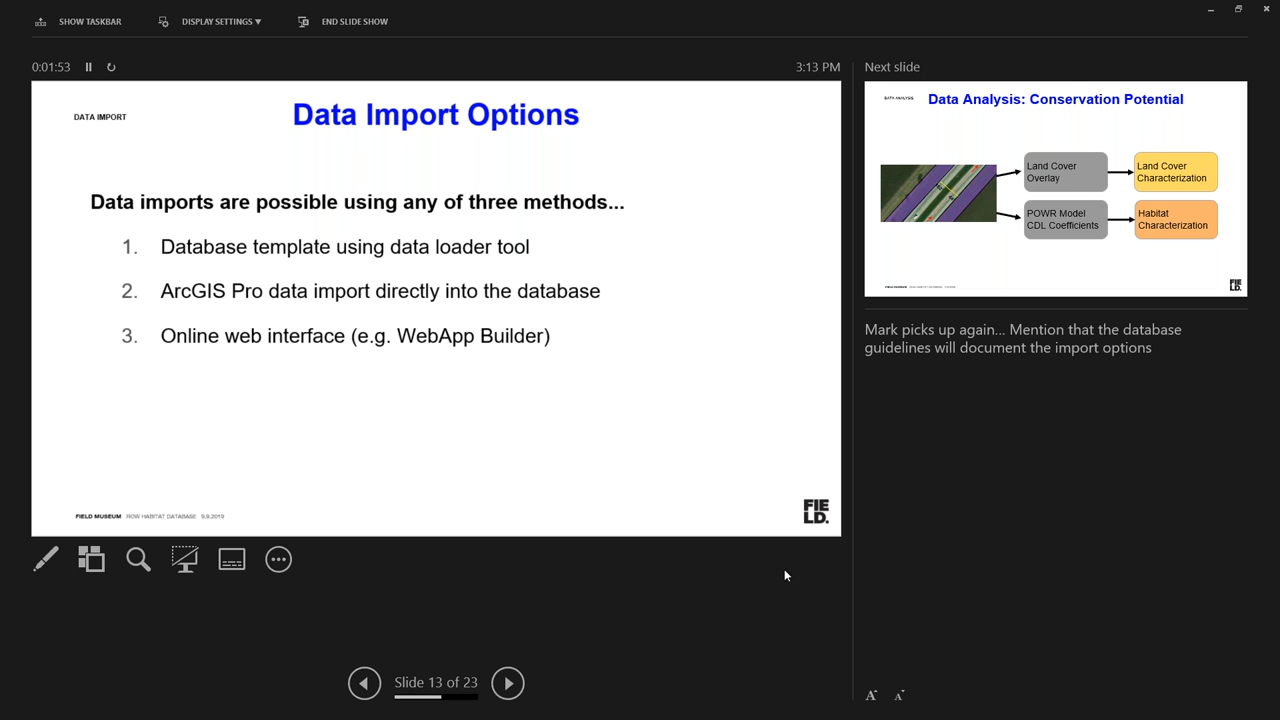 SHOW TASKBAR
DISPLAY SETTINGS ▼
END SLIDE SHOW
0:01:53
3:13 PM
DATA IMPORT
Data Import Options
Data imports are possible using any of three methods...
1. Database template using data loader tool
2. ArcGIS Pro data import directly into the database
3. Online web interface (e.g. WebApp Builder)
FIELD MUSEUM ROW HABITAT DATABASE 9.9.2019
FIE
LD.
Slide 13 of 23
Next slide
DATA ANALYSIS
Data Analysis: Conservation Potential
Land Cover
Overlay
Land Cover
Characterization
POWR Model
CDL Coefficients
Habitat
Characterization
FIE
LD.
Mark picks up again... Mention that the database
guidelines will document the import options
A
A